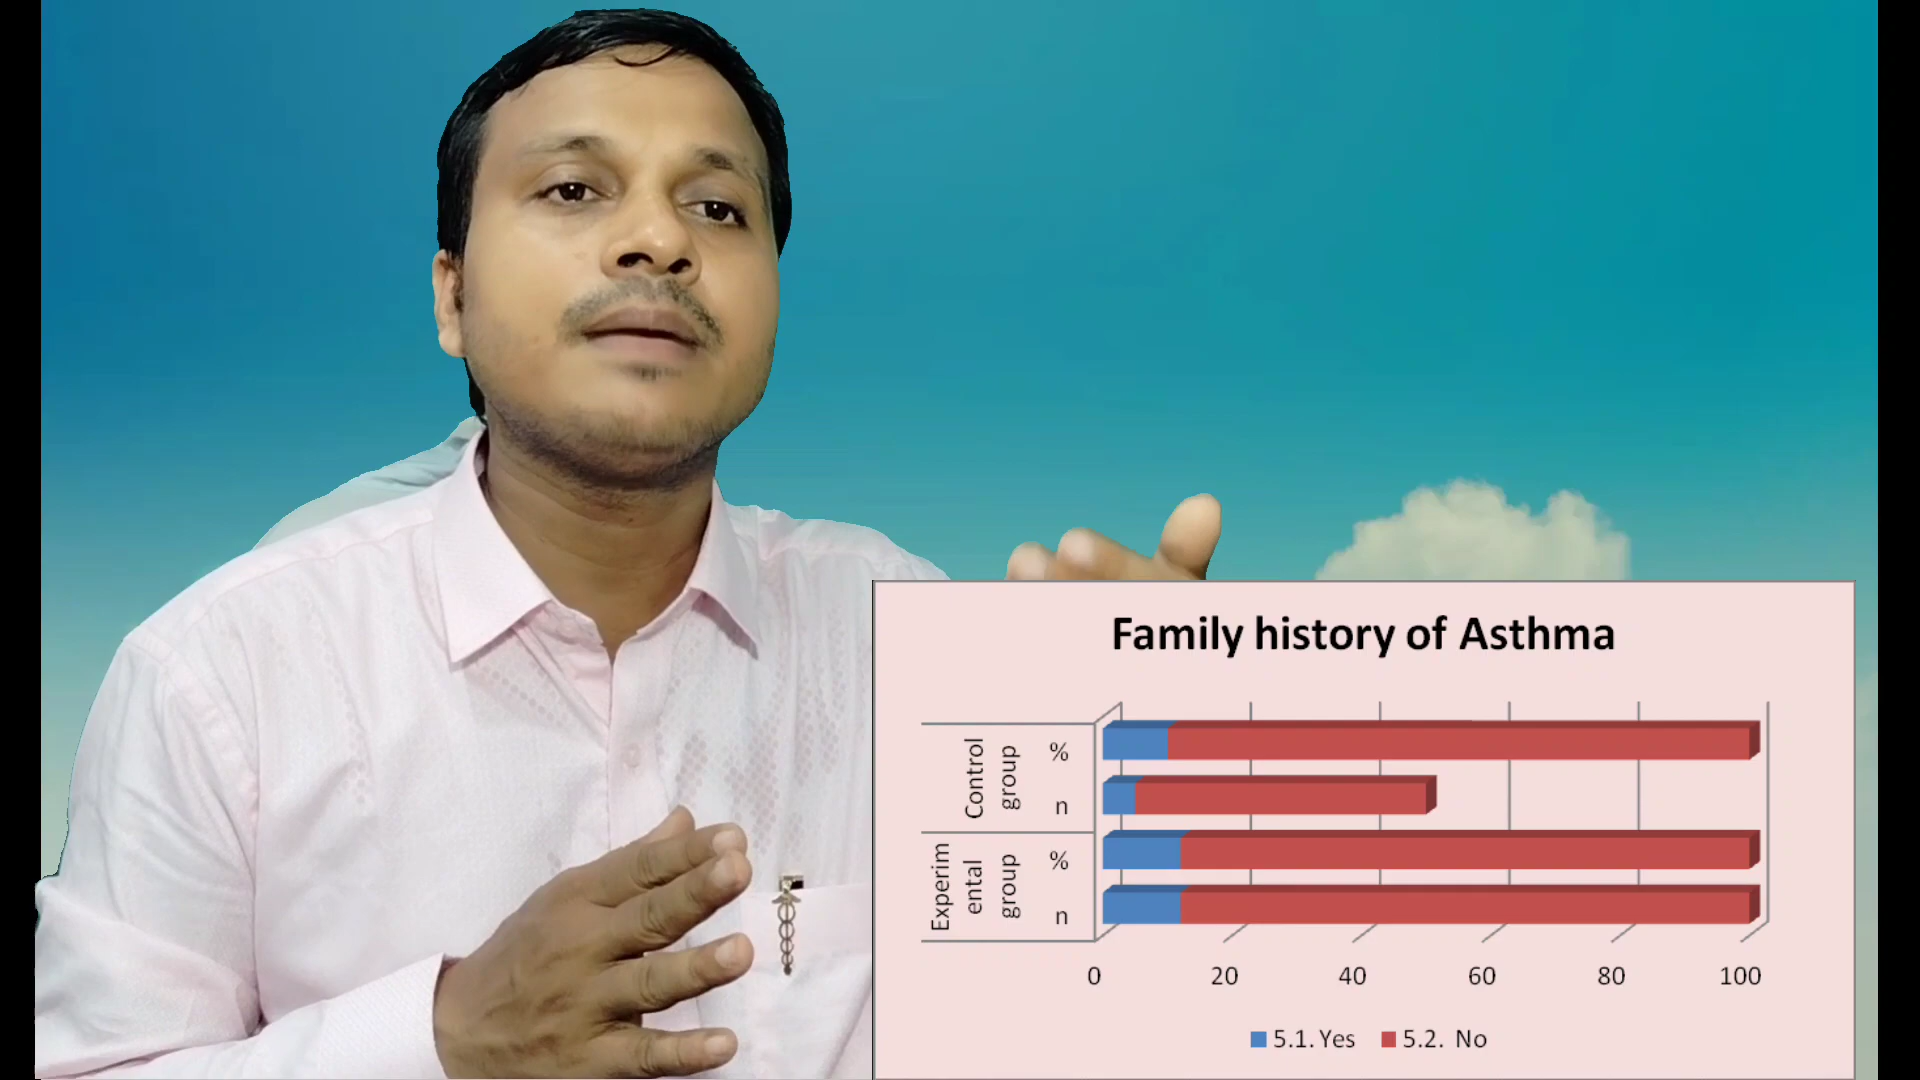 Family history of Asthma
Control
group
%
n
Experim
ental
group
%
n
0 20 40 60 80 100
5.1. Yes 5.2. No